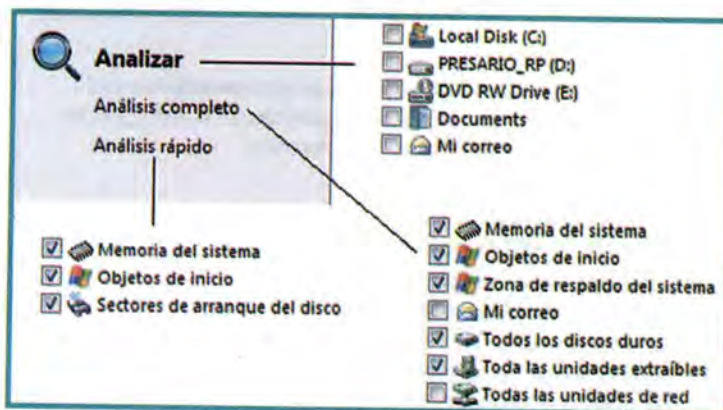 Analizar
Análisis completo
Análisis rápido
Local Disk (C:)
PRESARIO_RP (D:)
DVD RW Drive (E:)
Documents
Mi correo
Memoria del sistema
Objetos de inicio
Sectores de arranque del disco
Memoria del sistema
Objetos de inicio
Zona de respaldo del sistema
Mi correo
Todos los discos duros
Toda las unidades extraíbles
Todas las unidades de red